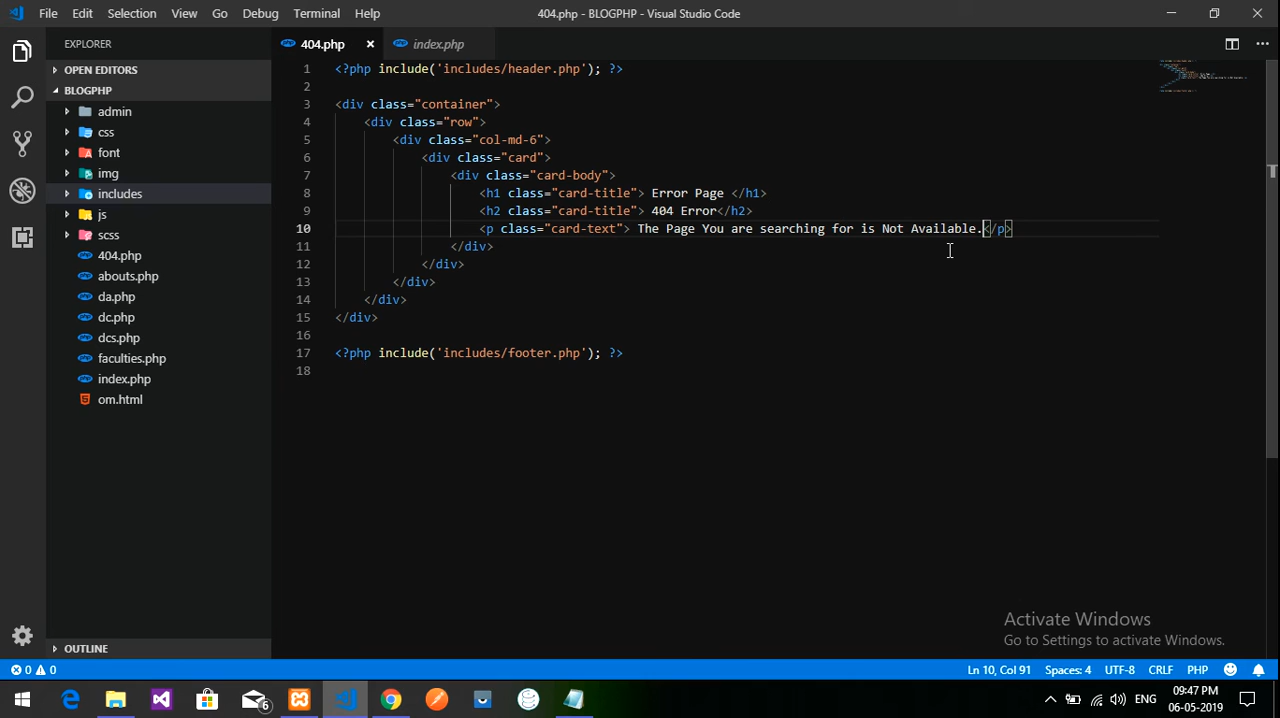 File Edit Selection View Go Debug Terminal Help
404.php - BLOGPHP - Visual Studio Code
EXPLORER
404.php
index.php
OPEN EDITORS
BLOGPHP
admin
css
font
img
includes
js
scss
404.php
abouts.php
da.php
dc.php
dcs.php
faculties.php
index.php
om.html
OUTLINE
1 <?php include('includes/header.php'); ?>
2
3 <div class="container">
4 <div class="row">
5 <div class="col-md-6">
6 <div class="card">
7 <div class="card-body">
8 <h1 class="card-title"> Error Page </h1>
9 <h2 class="card-title"> 404 Error</h2>
10 <p class="card-text"> The Page You are searching for is Not Available.</p>
11 </div>
12 </div>
13 </div>
14 </div>
15 </div>
16
17 <?php include('includes/footer.php'); ?>
18
Activate Windows
Go to Settings to activate Windows.
0 0
Ln 10, Col 91 Spaces: 4 UTF-8 CRLF PHP
6
ENG
09:47 PM
06-05-2019